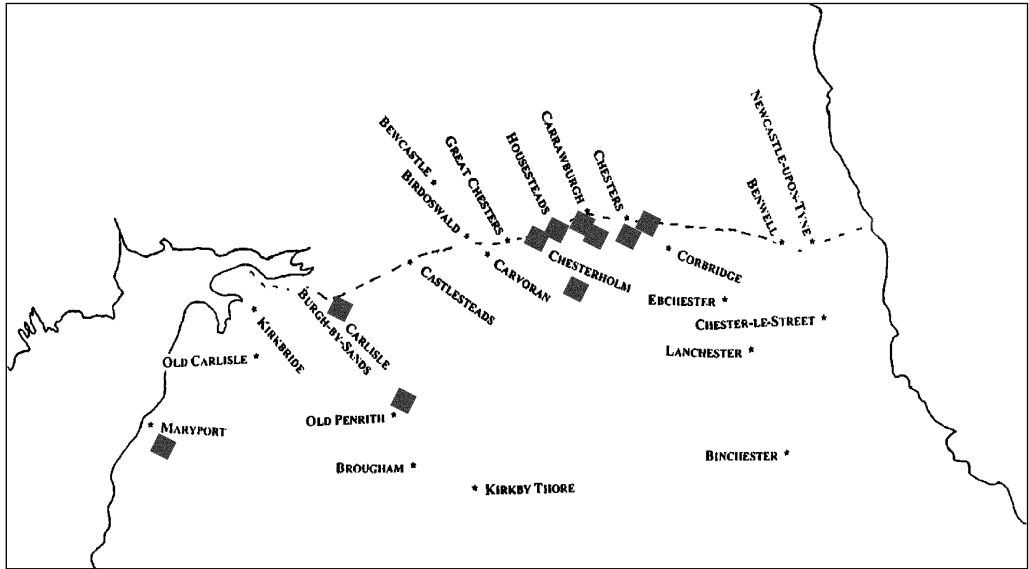 BEWCASTLE
BIRDOSWALD
GREAT CHESTERS
HOUSESTEADS
CARRAWBURGH
CHESTERS
NEWCASTLE-UPON-TYNE
BENWELL
CASTLESTEADS
CARVORAN
CHESTERHOLM
CORBRIDGE
EBCHESTER
CHESTER-LE-STREET
LANCHESTER
KIRKBRIDE
BURGH-BY-SANDS
CARLISLE
OLD CARLISLE
MARYPORT
OLD PENRITH
BROUGHAM
KIRKBY THORE
BINCHESTER